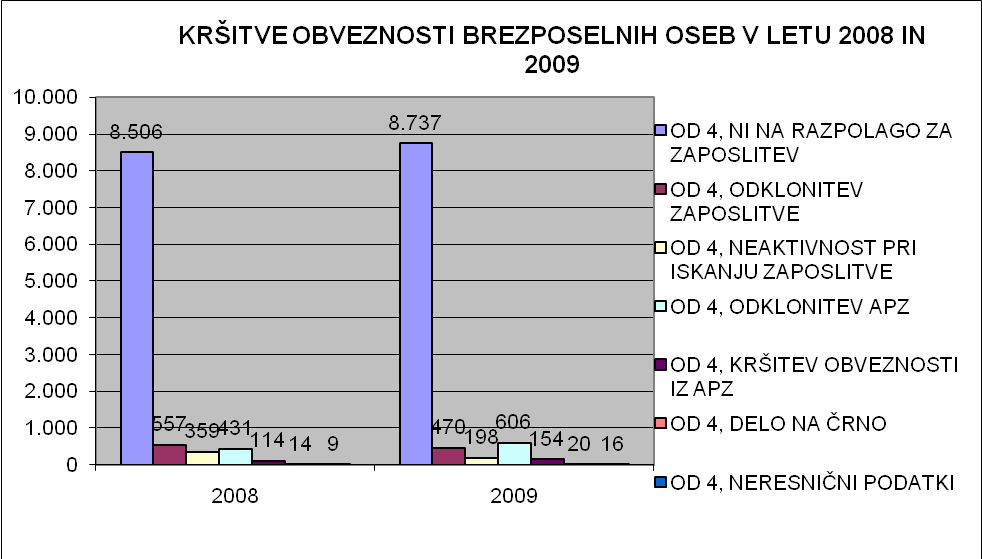 KRŠITVE OBVEZNOSTI BREZPOSELNIH OSEB V LETU 2008 IN
2009
10.000
9.000
8.000
7.000
6.000
5.000
4.000
3.000
2.000
1.000
0
8.506
557
359
431
114
14
9
8.737
470
198
606
154
20
16
2008
2009
OD 4, NI NA RAZPOLAGO ZA
ZAPOSLITEV
OD 4, ODKLONITEV
ZAPOSLITVE
OD 4, NEAKTIVNOST PRI
ISKANJU ZAPOSLITVE
OD 4, ODKLONITEV APZ
OD 4, KRŠITEV OBVEZNOSTI
IZ APZ
OD 4, DELO NA ČRNO
OD 4, NERESNIČNI PODATKI